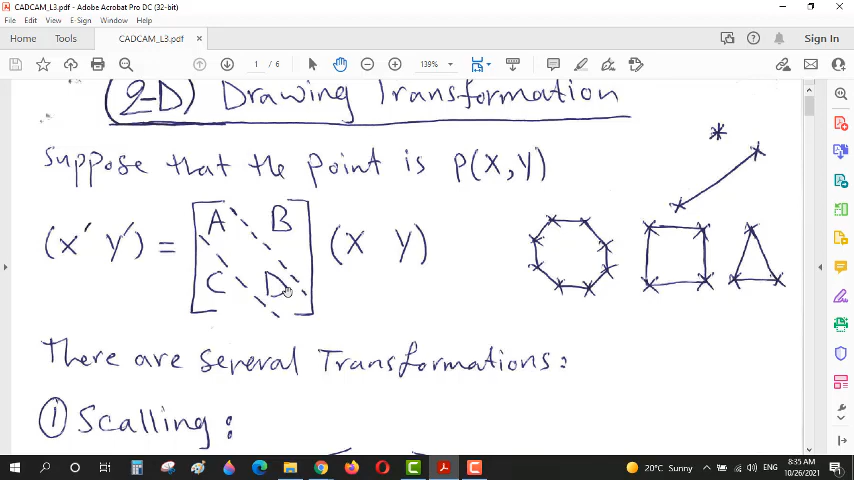 CADCAM_L3.pdf - Adobe Acrobat Pro DC (32-bit)
File Edit View E-Sign Window Help
Home Tools CADCAM_L3.pdf × Sign In
1 / 6 139%
(2-D) Drawing Transformation
Suppose that the point is P(X,Y)
(X′ Y′) = [A B (X Y)
C D]
There are several Transformations:
① Scalling:
20°C Sunny ENG 8:35 AM
10/26/2021